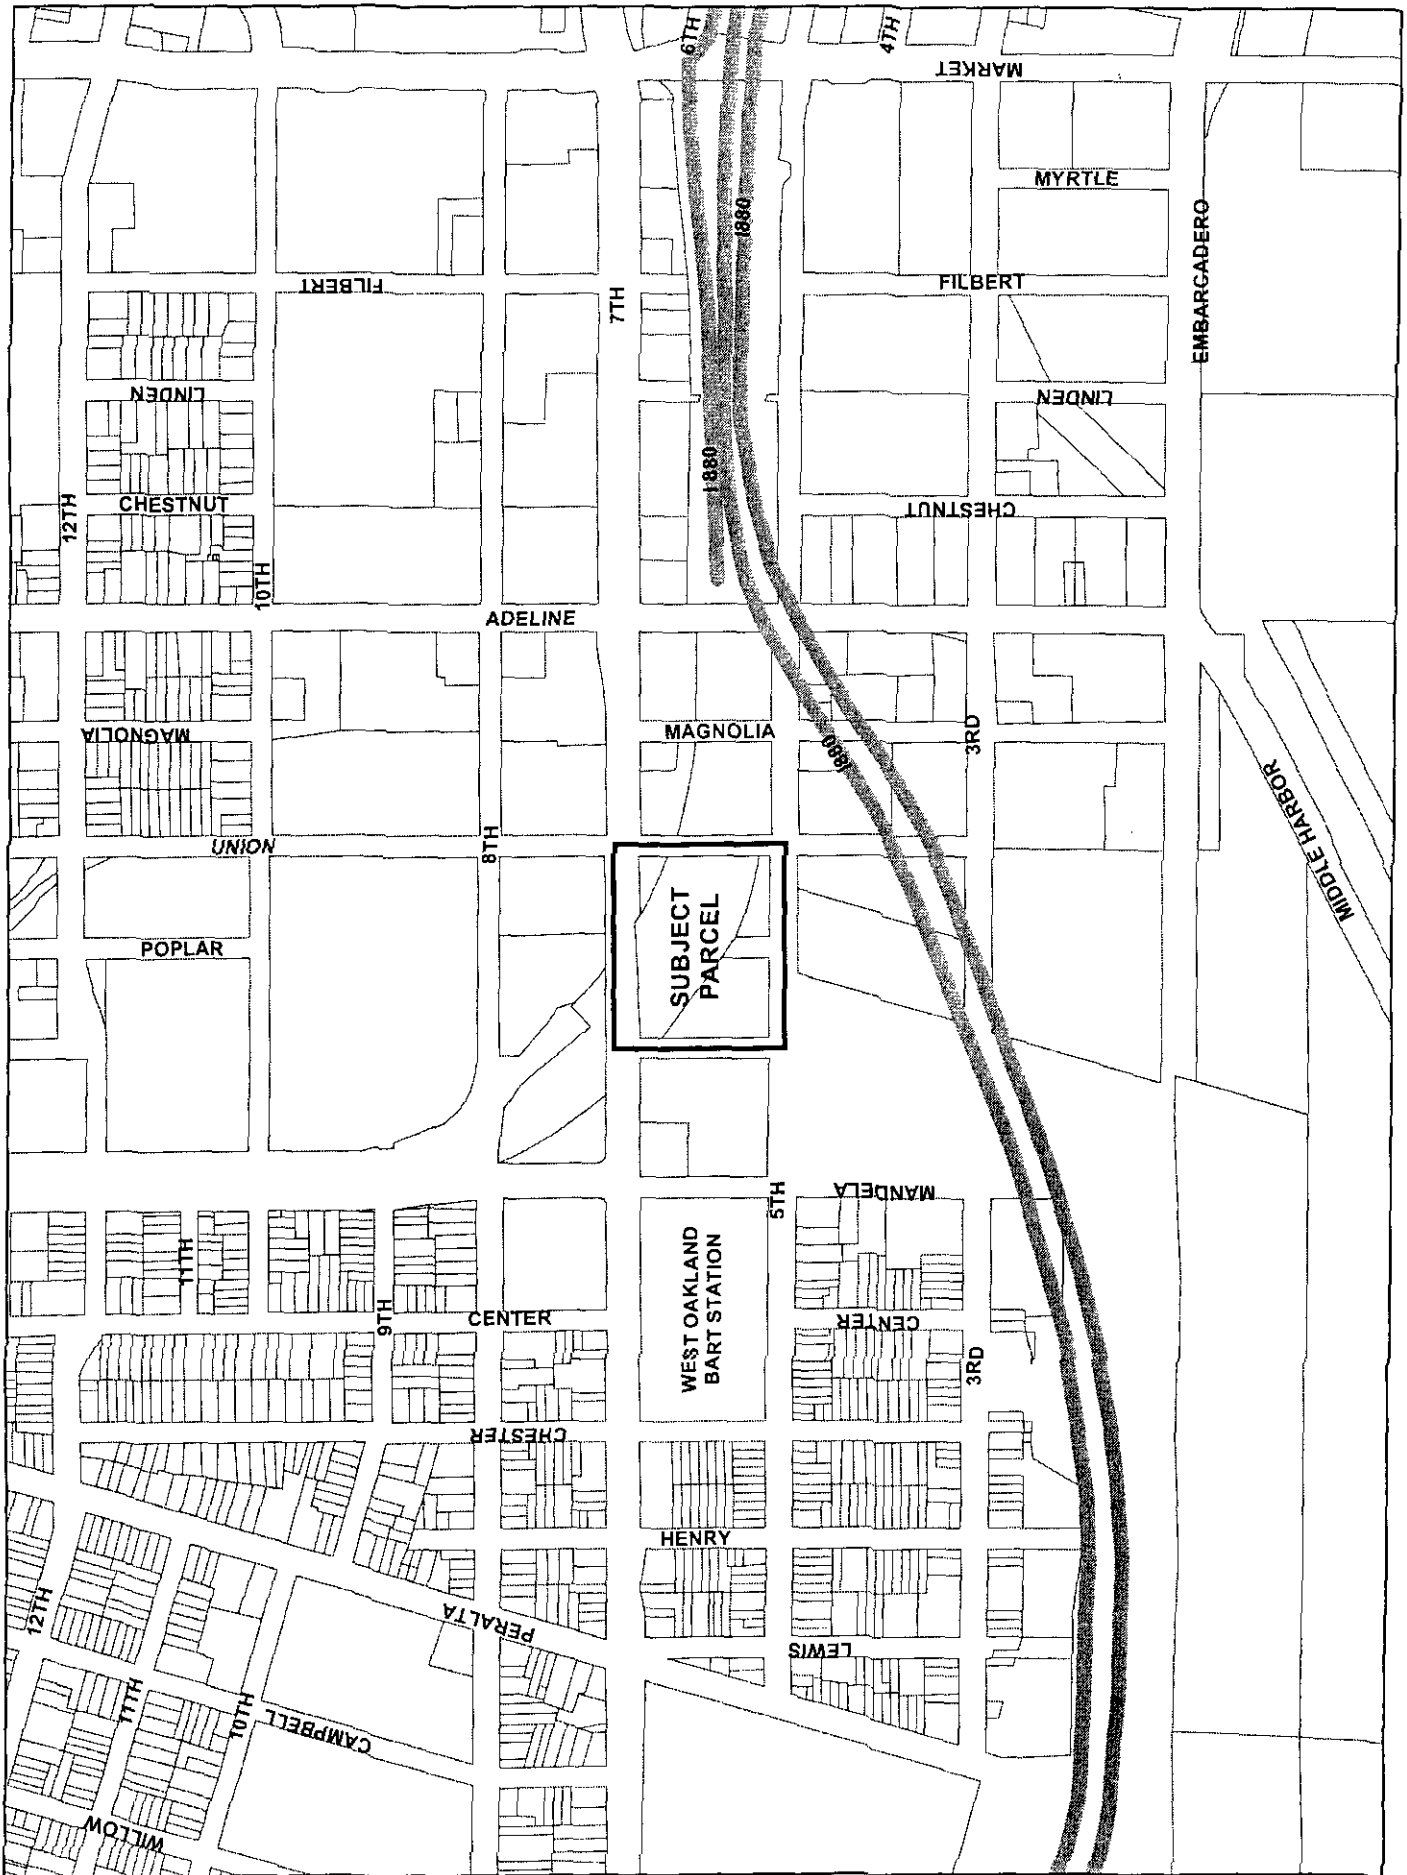 6TH
4TH
MARKET
MYRTLE
I880
EMBARCADERO
FILBERT
FILBERT
7TH
LINDEN
LINDEN
I880
12TH
CHESTNUT
CHESTNUT
10TH
ADELINE
MAGNOLIA
MAGNOLIA
3RD
I880
MIDDLE HARBOR
UNION
8TH
SUBJECT
PARCEL
POPLAR
MANDELA
5TH
11TH
WEST OAKLAND
BART STATION
9TH
CENTER
CENTER
3RD
CHESTER
HENRY
12TH
PERALTA
LEWIS
11TH
10TH
CAMPBELL
WILLOW